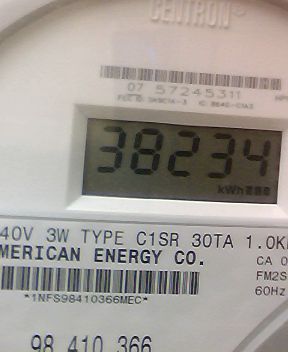 CENTRON
07 57245311
38234
kWh
40V 3W TYPE C1SR 30TA 1.0K
MERICAN ENERGY CO.
CA 0
FM2S
60Hz
*1NFS98410366MEC*
98 410 366